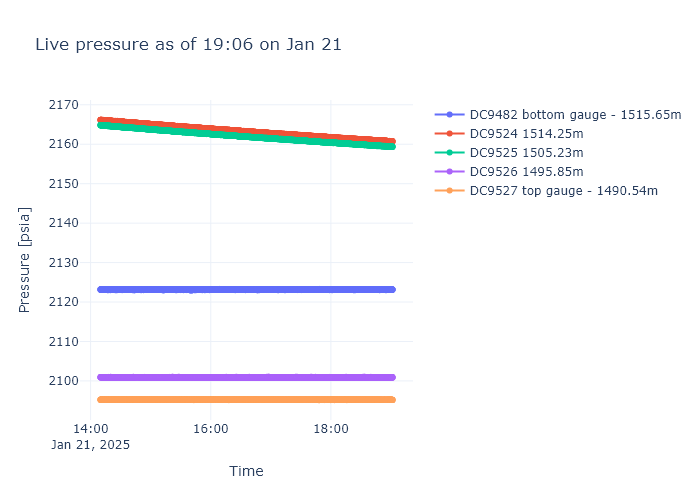 Live pressure as of 19:06 on Jan 21
2170
2160
2150
2140
2130
2120
2110
2100
Pressure [psia]
14:00
Jan 21, 2025
16:00
18:00
Time
DC9482 bottom gauge - 1515.65m
DC9524 1514.25m
DC9525 1505.23m
DC9526 1495.85m
DC9527 top gauge - 1490.54m